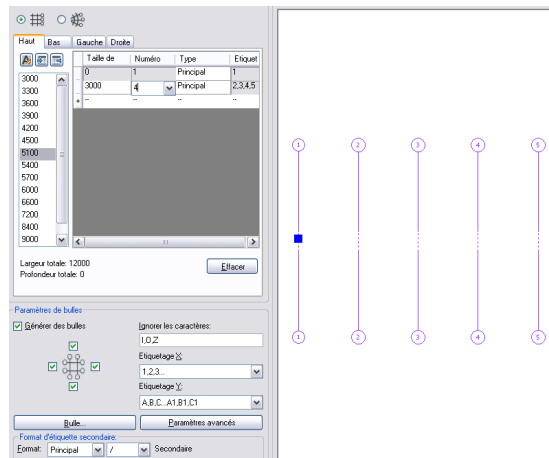 Haut Bas Gauche Droite
Taille de Numéro Type Etiquet
0 1 Principal 1
3000 4 Principal 2,3,4,5
+ -- -- -- --
3000
3300
3600
3900
4200
4500
5100
5400
5700
6000
6600
7200
8400
9000
Largeur totale: 12000
Profondeur totale: 0
Effacer
Paramètres de bulles
Générer des bulles
Ignorer les caractères:
I,O,Z
Etiquetage X:
1,2,3...
Etiquetage Y:
A,B,C...A1,B1,C1
Bulle...
Paramètres avancés
Format d'étiquette secondaire:
Format: Principal / Secondaire
1 2 3 4 5
1 2 3 4 5